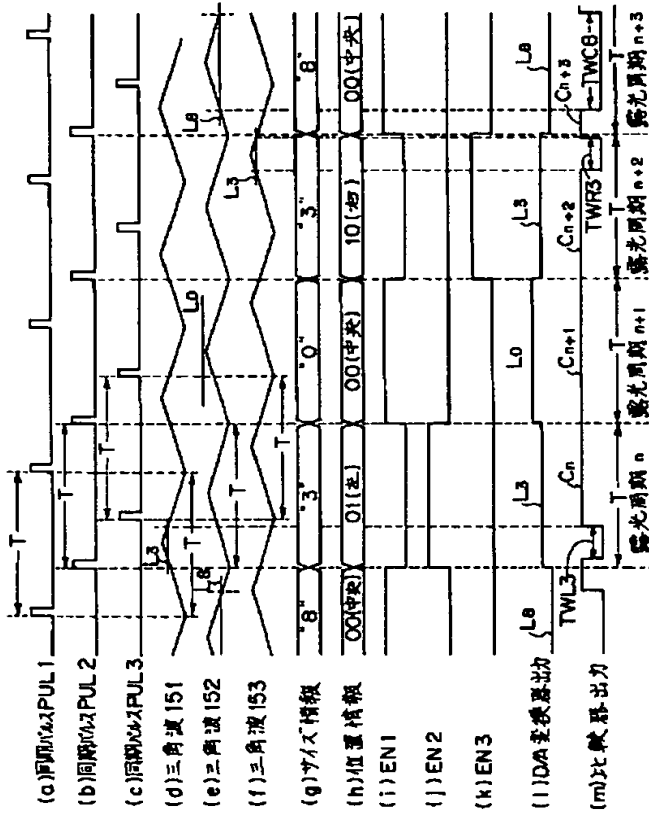 (a)同期パルスPUL1
T
(b)同期パルスPUL2
T
(c)同期パルスPUL3
T
(d)三角波151
L3
T
(e)三角波152
L8
L0
L8
T
(f)三角波153
L3
(g)サイズ情報
"8"
"3"
"0"
"3"
"8"
(h)位置情報
00(中央)
01(左)
00(中央)
10(右)
00(中央)
(i)EN1
(j)EN2
(k)EN3
(l)D/A変換器出力
L8
L3
L0
L3
L8
(m)比較器出力
TWL3
Cn
Cn+1
Cn+2
TWR3
Cn+3
TWC8
T
T
T
T
露光周期n
露光周期n+1
露光周期n+2
露光周期n+3